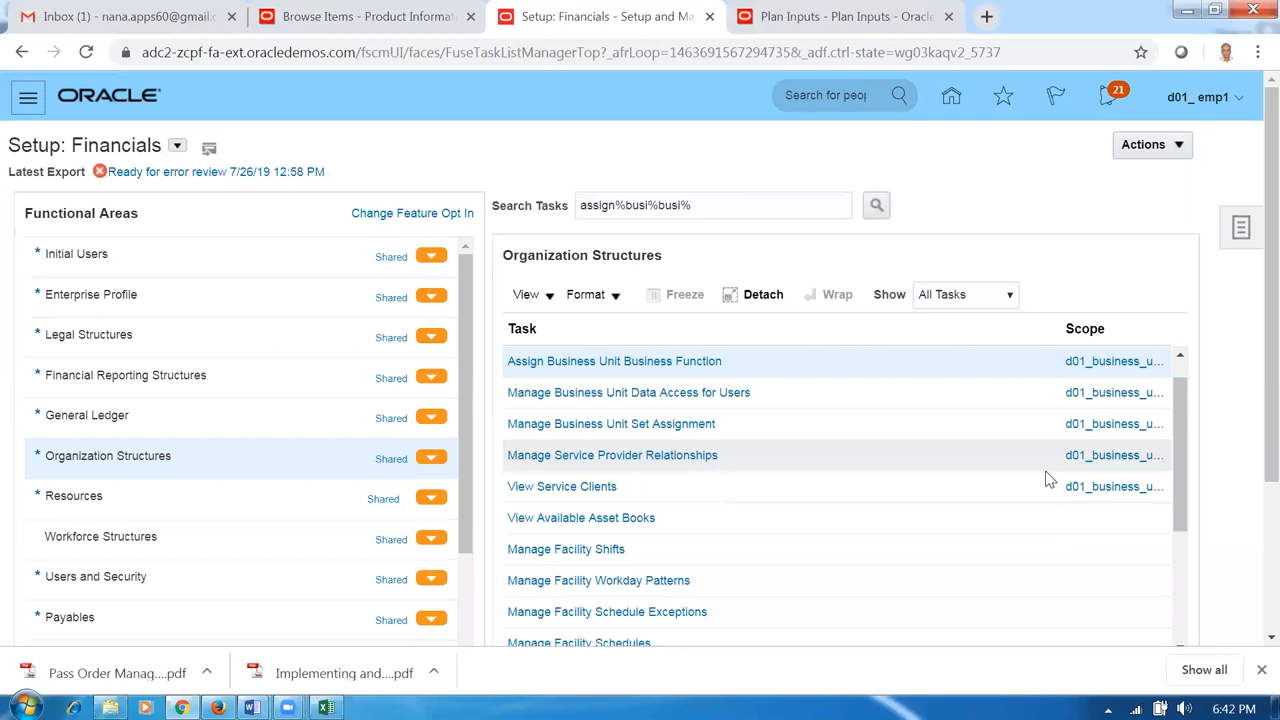 Inbox (1) - nana.apps60@gmail.c
Browse Items - Product Informat
Setup: Financials - Setup and Ma
Plan Inputs - Plan Inputs - Oracl
adc2-zcpf-fa-ext.oracledemos.com/fscmUI/faces/FuseTaskListManagerTop?_afrLoop=1463691567294735&_adf.ctrl-state=wg03kaqv2_5737
ORACLE
Search for peop
21
d01_ emp1
Setup: Financials
Actions
Latest Export Ready for error review 7/26/19 12:58 PM
Functional Areas
Change Feature Opt In
Search Tasks assign%busi%busi%
* Initial Users Shared
* Enterprise Profile Shared
* Legal Structures Shared
* Financial Reporting Structures Shared
* General Ledger Shared
* Organization Structures Shared
* Resources Shared
Workforce Structures Shared
* Users and Security Shared
* Payables Shared
Organization Structures
View Format Freeze Detach Wrap Show All Tasks
Task Scope
Assign Business Unit Business Function d01_business_u...
Manage Business Unit Data Access for Users d01_business_u...
Manage Business Unit Set Assignment d01_business_u...
Manage Service Provider Relationships d01_business_u...
View Service Clients d01_business_u...
View Available Asset Books
Manage Facility Shifts
Manage Facility Workday Patterns
Manage Facility Schedule Exceptions
Manage Facility Schedules
Pass Order Manag....pdf
Implementing and....pdf
Show all
6:42 PM